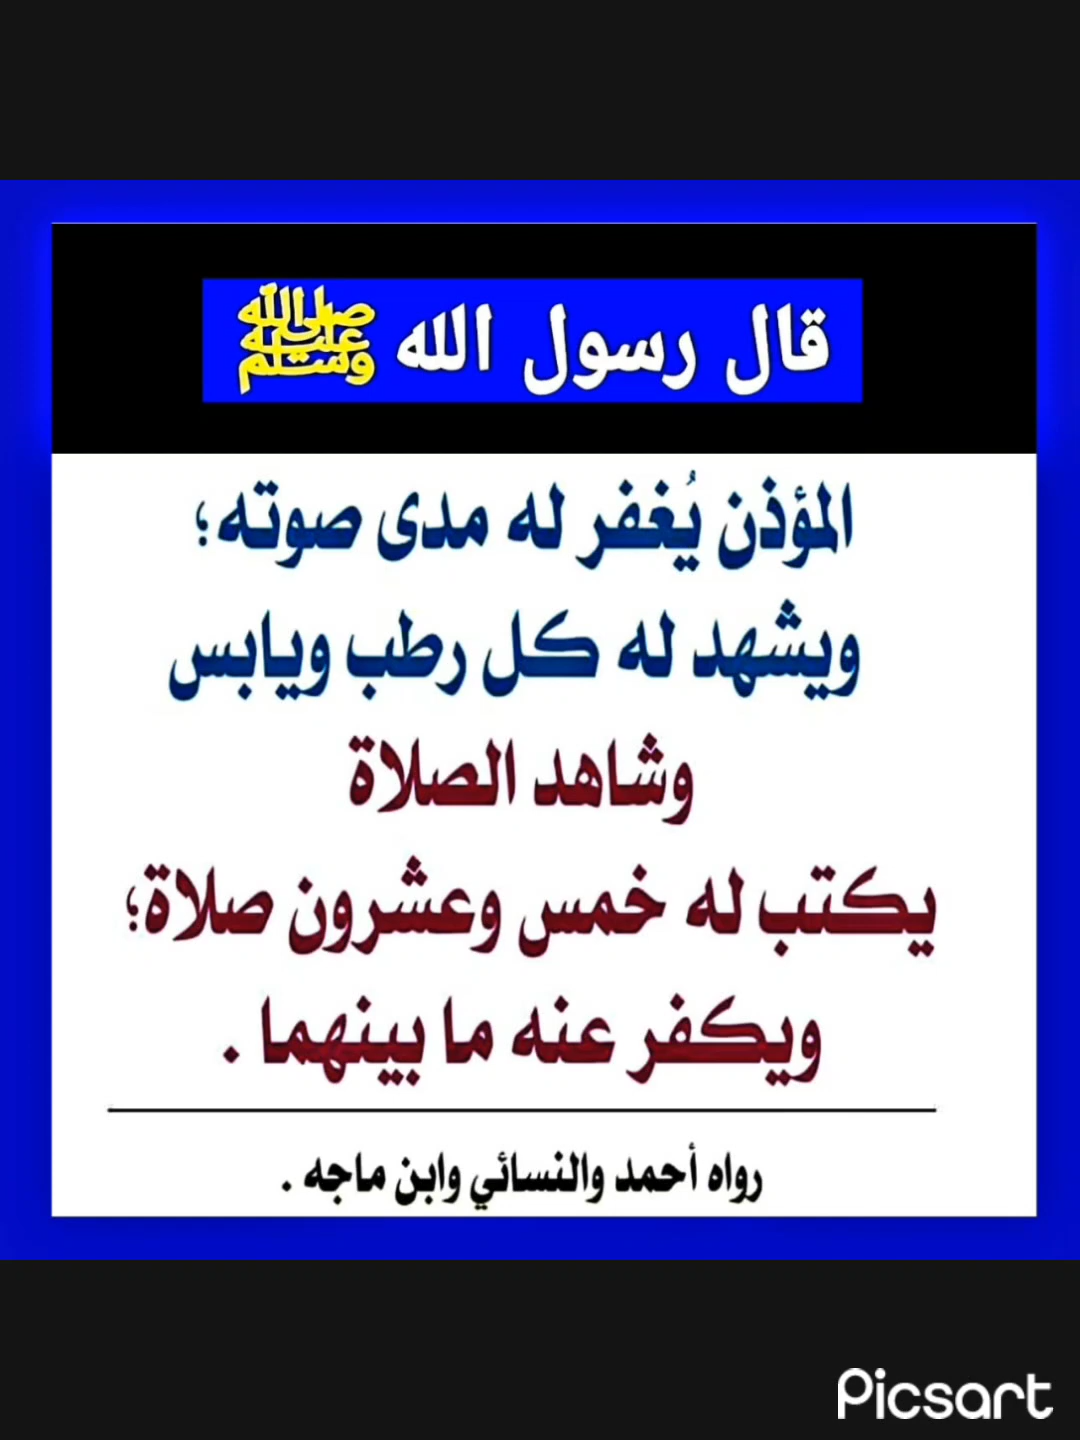 قال رسول الله ﷺ
المؤذن يُغفر له مدى صوته؛
ويشهد له كل رطب ويابس
وشاهد الصلاة
يكتب له خمس وعشرون صلاة؛
ويكفر عنه ما بينهما .
رواه أحمد والنسائي وابن ماجه .
Picsart